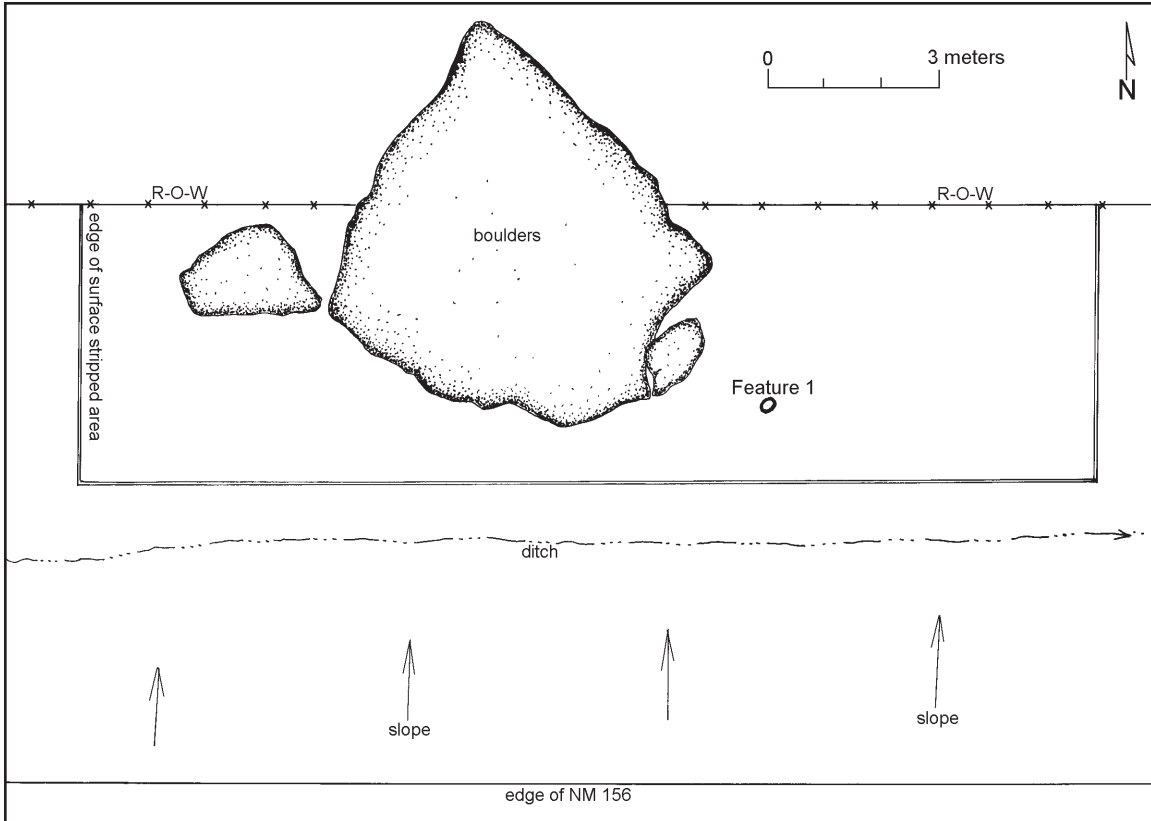 0 3 meters
N
R-O-W R-O-W
edge of surface stripped area
boulders
Feature 1
ditch
slope slope
edge of NM 156